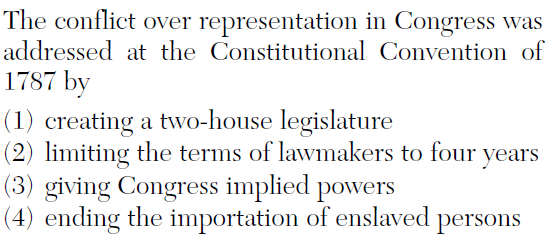 The conflict over representation in Congress was
addressed at the Constitutional Convention of
1787 by
(1) creating a two-house legislature
(2) limiting the terms of lawmakers to four years
(3) giving Congress implied powers
(4) ending the importation of enslaved persons